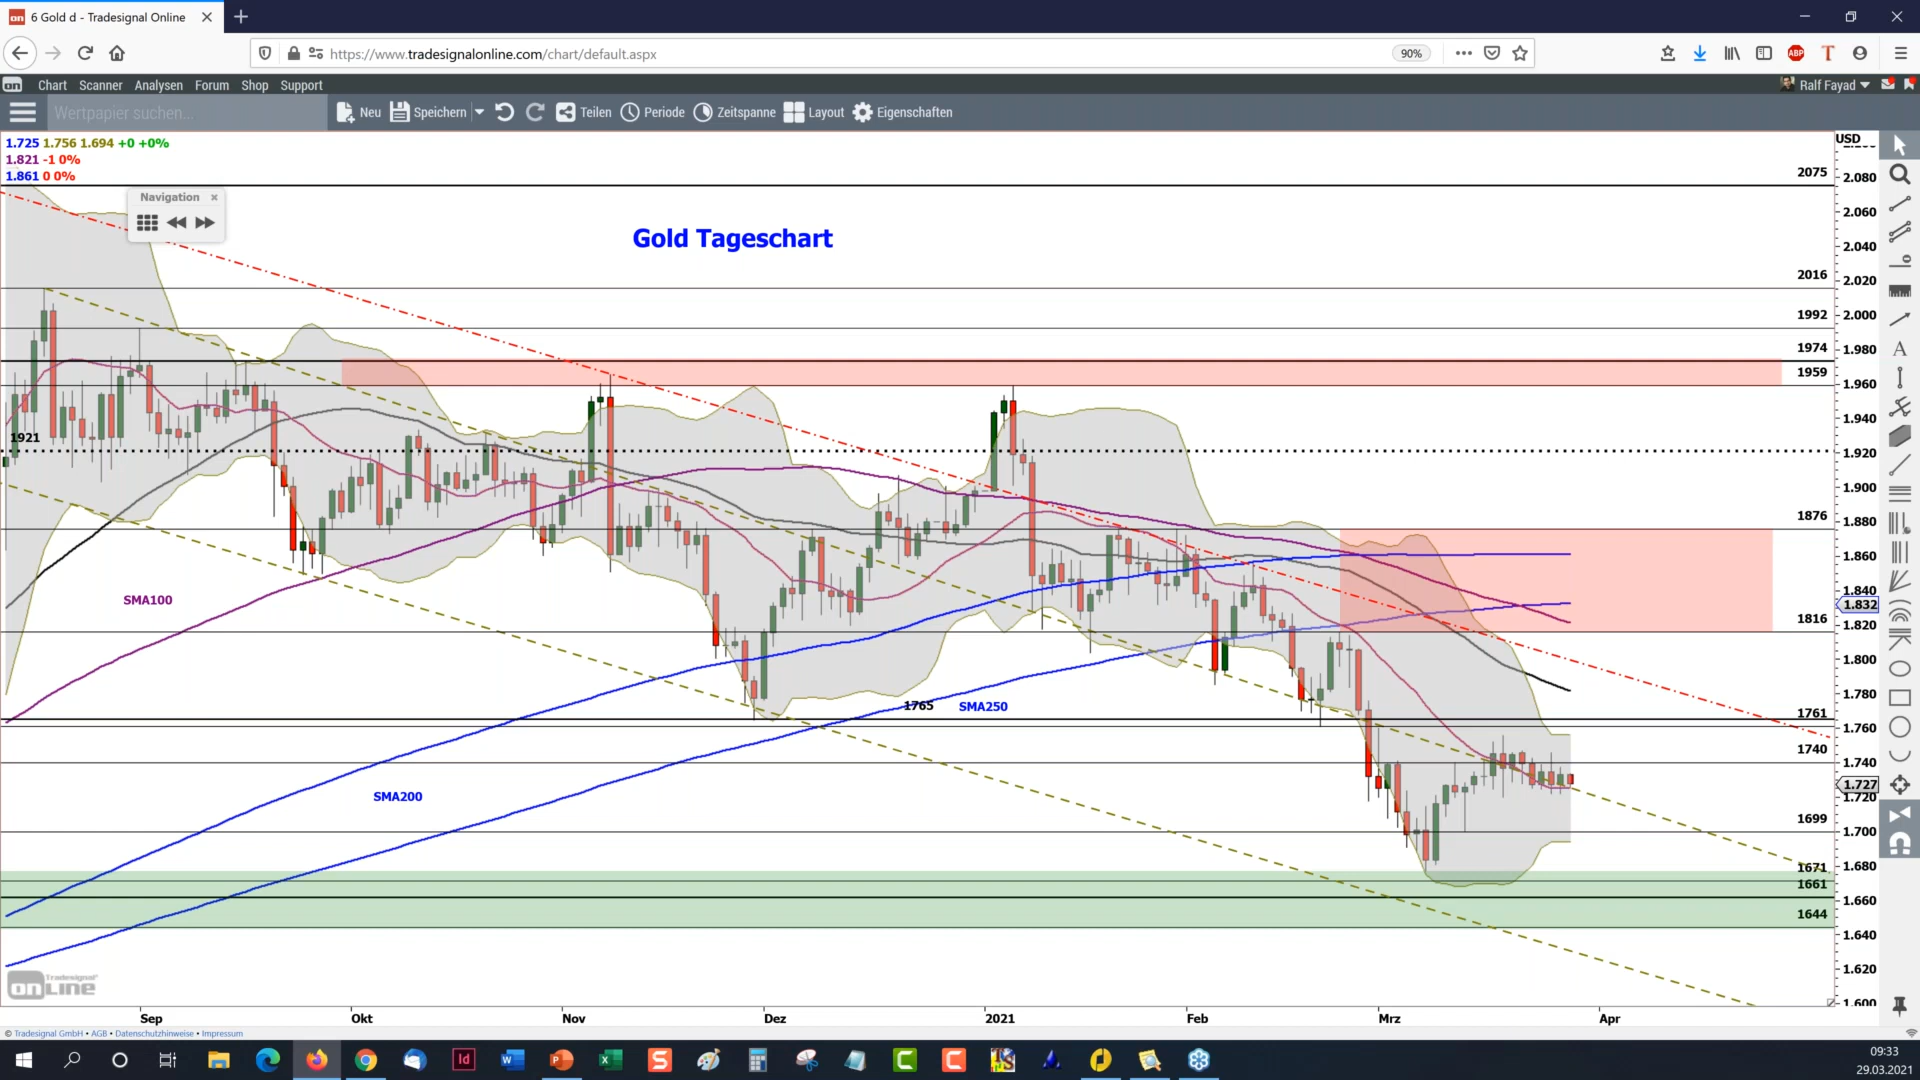 on 6 Gold d - Tradesignal Online
https://www.tradesignalonline.com/chart/default.aspx
90%
ABP
T
on Chart Scanner Analysen Forum Shop Support
Ralf Fayad
Wertpapier suchen...
Neu Speichern Teilen Periode Zeitspanne Layout Eigenschaften
1.725 1.756 1.694 +0 +0%
1.821 -1 0%
1.861 0 0%
Navigation
Gold Tageschart
USD
2075
2016
1992
1974
1959
1921
1876
1816
1765
1761
1740
1699
1671
1661
1644
SMA100
SMA250
SMA200
2.080
2.060
2.040
2.020
2.000
1.980
1.960
1.940
1.920
1.900
1.880
1.860
1.840
1.832
1.820
1.800
1.780
1.760
1.740
1.727
1.720
1.700
1.680
1.660
1.640
1.620
1.600
A
Tradesignal
on LINE
Sep Okt Nov Dez 2021 Feb Mrz Apr
© Tradesignal GmbH • AGB • Datenschutzhinweise • Impressum
09:33
29.03.2021